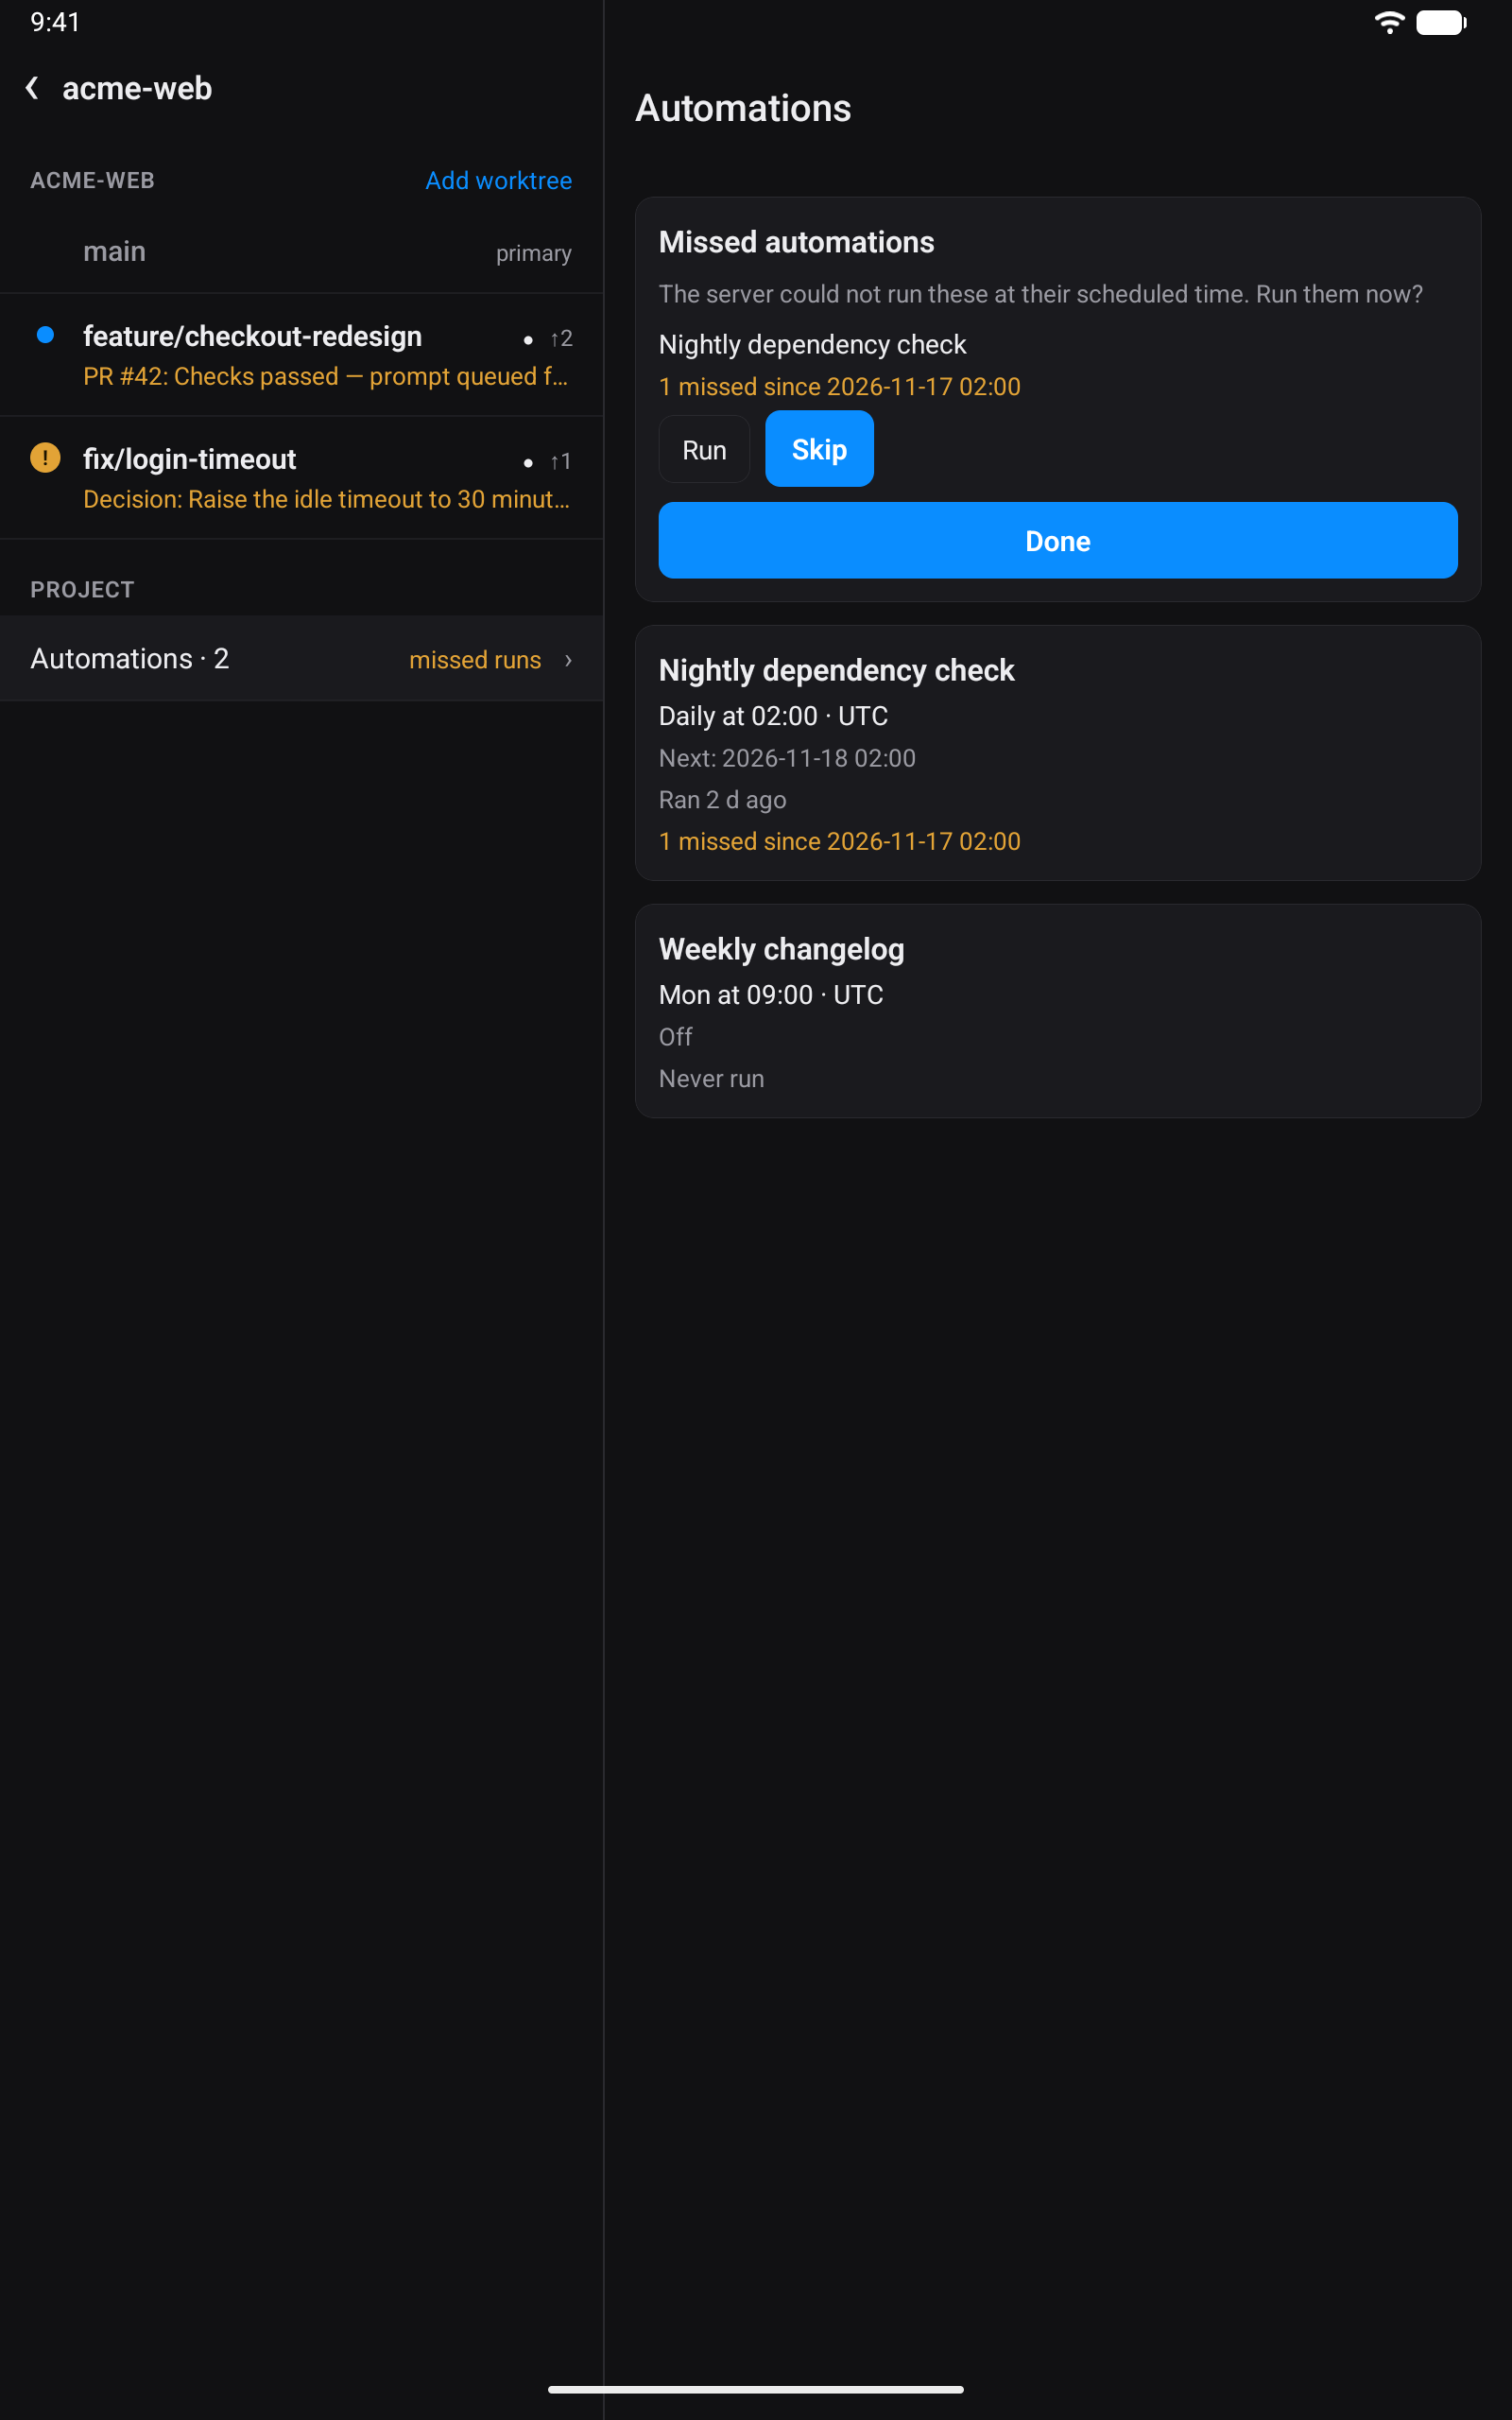 9:41
acme-web
ACME-WEB
Add worktree
main
primary
feature/checkout-redesign
● ↑2
PR #42: Checks passed — prompt queued f…
!
fix/login-timeout
● ↑1
Decision: Raise the idle timeout to 30 minut…
PROJECT
Automations · 2
missed runs ›
Automations
Missed automations
The server could not run these at their scheduled time. Run them now?
Nightly dependency check
1 missed since 2026-11-17 02:00
Run
Skip
Done
Nightly dependency check
Daily at 02:00 · UTC
Next: 2026-11-18 02:00
Ran 2 d ago
1 missed since 2026-11-17 02:00
Weekly changelog
Mon at 09:00 · UTC
Off
Never run